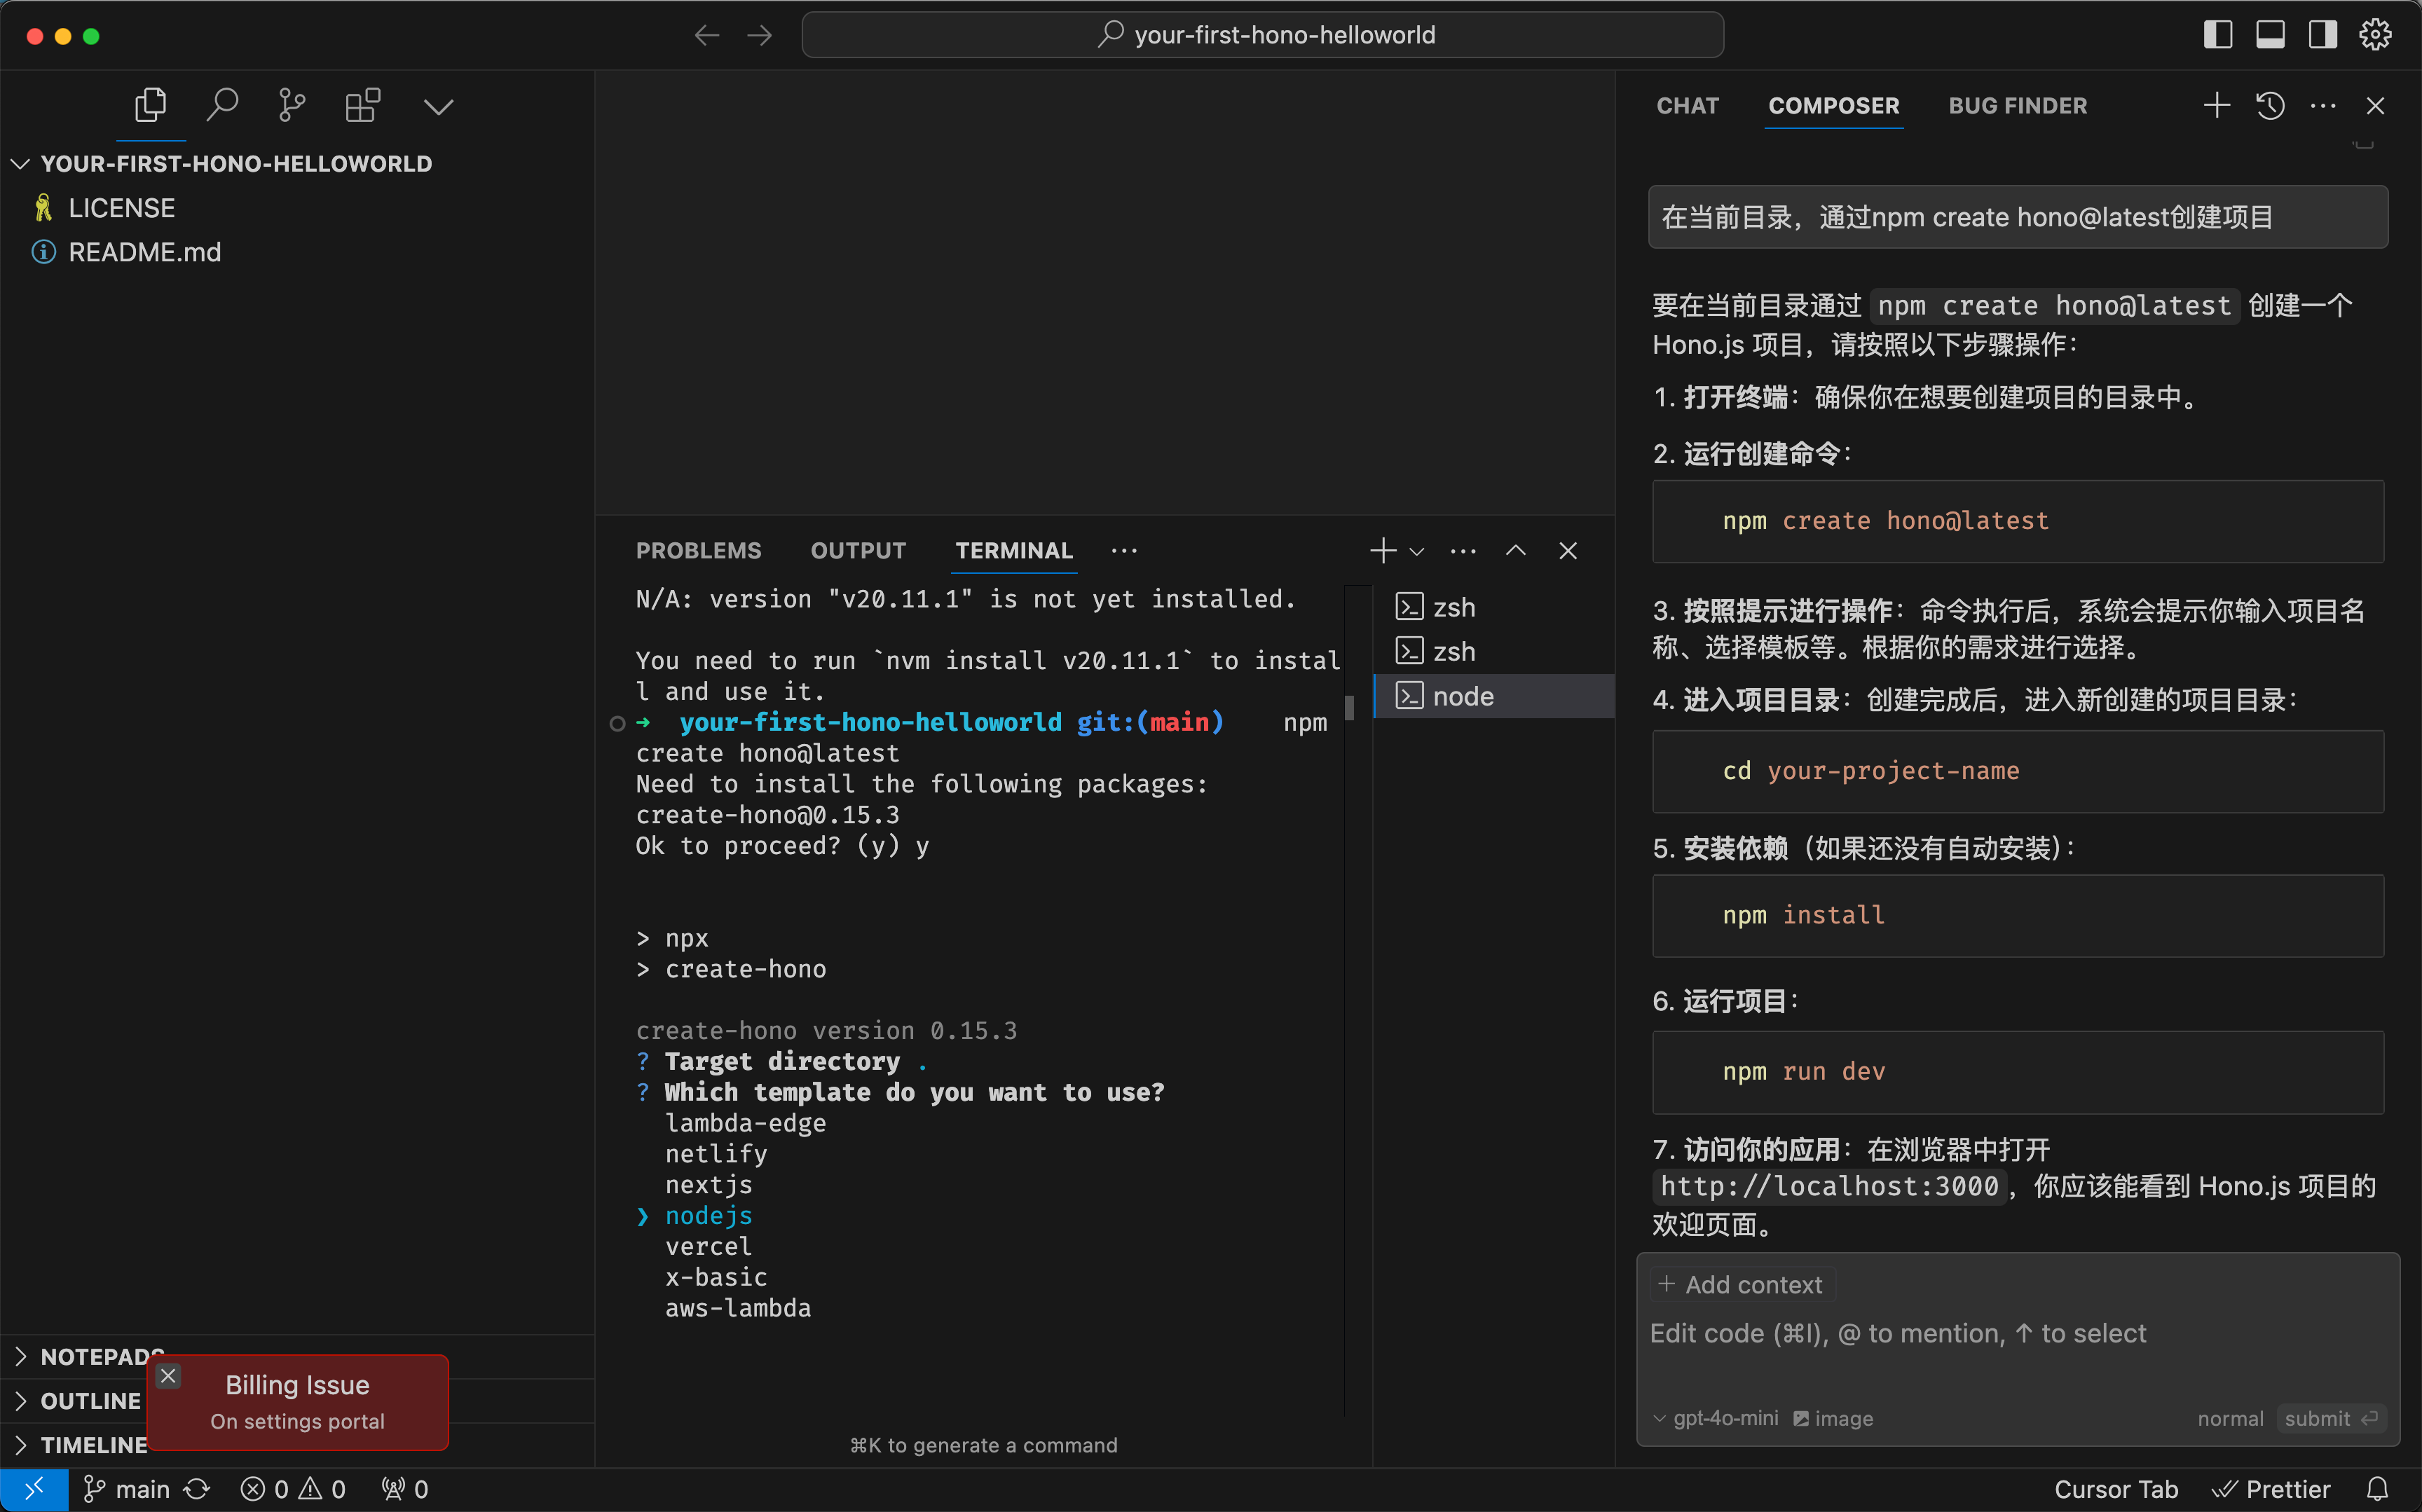 your-first-hono-helloworld
YOUR-FIRST-HONO-HELLOWORLD
LICENSE
README.md
NOTEPADS
OUTLINE
TIMELINE
Billing Issue
On settings portal
PROBLEMS
OUTPUT
TERMINAL
N/A: version "v20.11.1" is not yet installed.
You need to run `nvm install v20.11.1` to instal
l and use it.
➜ your-first-hono-helloworld git:(main) npm
create hono@latest
Need to install the following packages:
create-hono@0.15.3
Ok to proceed? (y) y
> npx
> create-hono
create-hono version 0.15.3
? Target directory .
? Which template do you want to use?
lambda-edge
netlify
nextjs
❯ nodejs
vercel
x-basic
aws-lambda
⌘K to generate a command
zsh
zsh
node
CHAT
COMPOSER
BUG FINDER
在当前目录，通过npm create hono@latest创建项目
要在当前目录通过 npm create hono@latest 创建一个
Hono.js 项目，请按照以下步骤操作：
1. 打开终端：确保你在想要创建项目的目录中。
2. 运行创建命令：
npm create hono@latest
3. 按照提示进行操作：命令执行后，系统会提示你输入项目名
称、选择模板等。根据你的需求进行选择。
4. 进入项目目录：创建完成后，进入新创建的项目目录：
cd your-project-name
5. 安装依赖（如果还没有自动安装）：
npm install
6. 运行项目：
npm run dev
7. 访问你的应用：在浏览器中打开
http://localhost:3000，你应该能看到 Hono.js 项目的
欢迎页面。
+ Add context
Edit code (⌘I), @ to mention, ↑ to select
gpt-4o-mini
image
normal
submit
main
0
0
0
Cursor Tab
Prettier